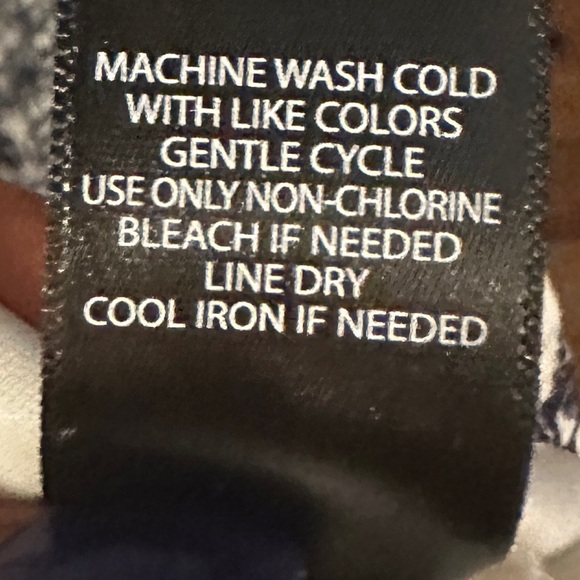 MACHINE WASH COLD
WITH LIKE COLORS
GENTLE CYCLE
USE ONLY NON-CHLORINE
BLEACH IF NEEDED
LINE DRY
COOL IRON IF NEEDED